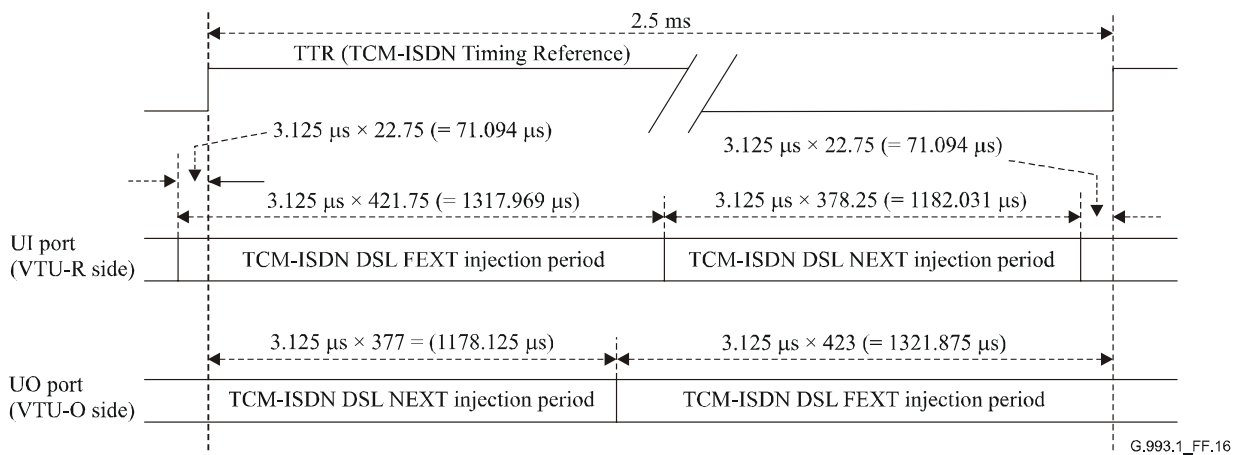 2.5 ms
TTR (TCM-ISDN Timing Reference)
3.125 µs × 22.75 (= 71.094 µs)
3.125 µs × 22.75 (= 71.094 µs)
3.125 µs × 421.75 (= 1317.969 µs)
3.125 µs × 378.25 (= 1182.031 µs)
UI port
(VTU-R side)
TCM-ISDN DSL FEXT injection period
TCM-ISDN DSL NEXT injection period
3.125 µs × 377 = (1178.125 µs)
3.125 µs × 423 (= 1321.875 µs)
UO port
(VTU-O side)
TCM-ISDN DSL NEXT injection period
TCM-ISDN DSL FEXT injection period
G.993.1_FF.16